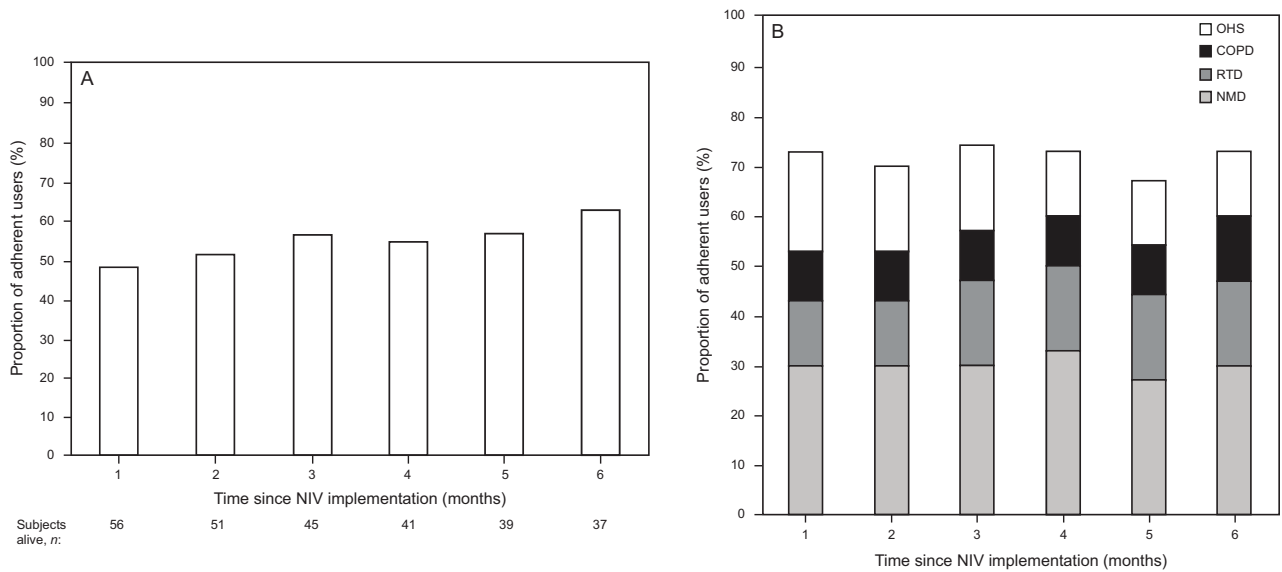 A
Proportion of adherent users (%)
100
90
80
70
60
50
40
30
20
10
0
1 2 3 4 5 6
Time since NIV implementation (months)
Subjects alive, n: 56 51 45 41 39 37
B
OHS
COPD
RTD
NMD
Proportion of adherent users (%)
100
90
80
70
60
50
40
30
20
10
0
1 2 3 4 5 6
Time since NIV implementation (months)